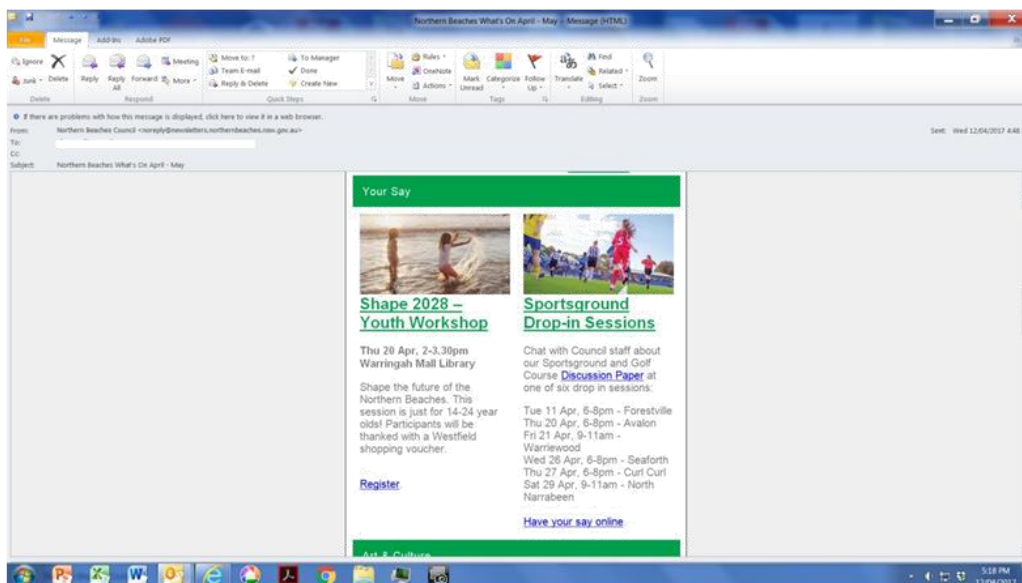 Northern Beaches What's On April - May - Message (HTML)
File Message Add-Ins Adobe PDF
Ignore
Junk
Delete
Reply
Reply All
Forward
Meeting
More
Move to: ?
Team E-mail
Reply & Delete
To Manager
Done
Create New
Move
Rules
OneNote
Actions
Mark Unread
Categorize
Follow Up
Translate
Find
Related
Select
Zoom
Delete Respond Quick Steps Move Tags Editing Zoom
If there are problems with how this message is displayed, click here to view it in a web browser.
From: Northern Beaches Council <noreply@newsletters.northernbeaches.nsw.gov.au>
Sent: Wed 12/04/2017 4:48
To:
Cc:
Subject: Northern Beaches What's On April - May
Your Say
Shape 2028 –
Youth Workshop
Thu 20 Apr, 2-3.30pm
Warringah Mall Library
Shape the future of the
Northern Beaches. This
session is just for 14-24 year
olds! Participants will be
thanked with a Westfield
shopping voucher.
Register
Sportsground
Drop-in Sessions
Chat with Council staff about
our Sportsground and Golf
Course Discussion Paper at
one of six drop in sessions:
Tue 11 Apr, 6-8pm - Forestville
Thu 20 Apr, 6-8pm - Avalon
Fri 21 Apr, 9-11am -
Warriewood
Wed 26 Apr, 6-8pm - Seaforth
Thu 27 Apr, 6-8pm - Curl Curl
Sat 29 Apr, 9-11am - North
Narrabeen
Have your say online
Art & Culture
5:18 PM
12/04/2017